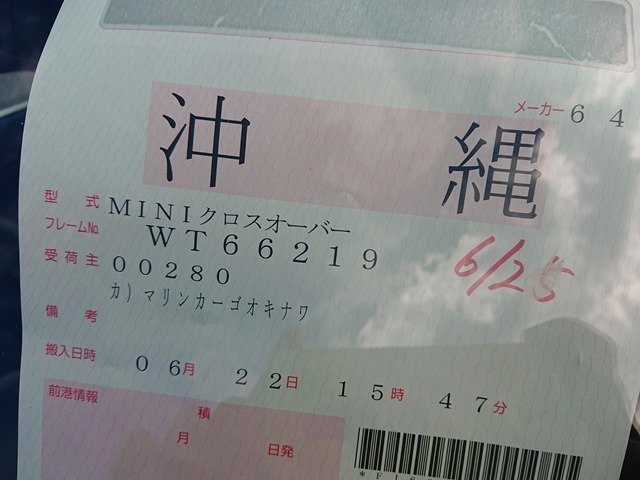 メーカー 64
沖縄
型式 MINIクロスオーバー
フレームNo. WT66219
6/25
受荷主 00280
カ)マリンカーゴオキナワ
備考
搬入日時 06月 22日 15時 47分
前港情報
積
月 日発